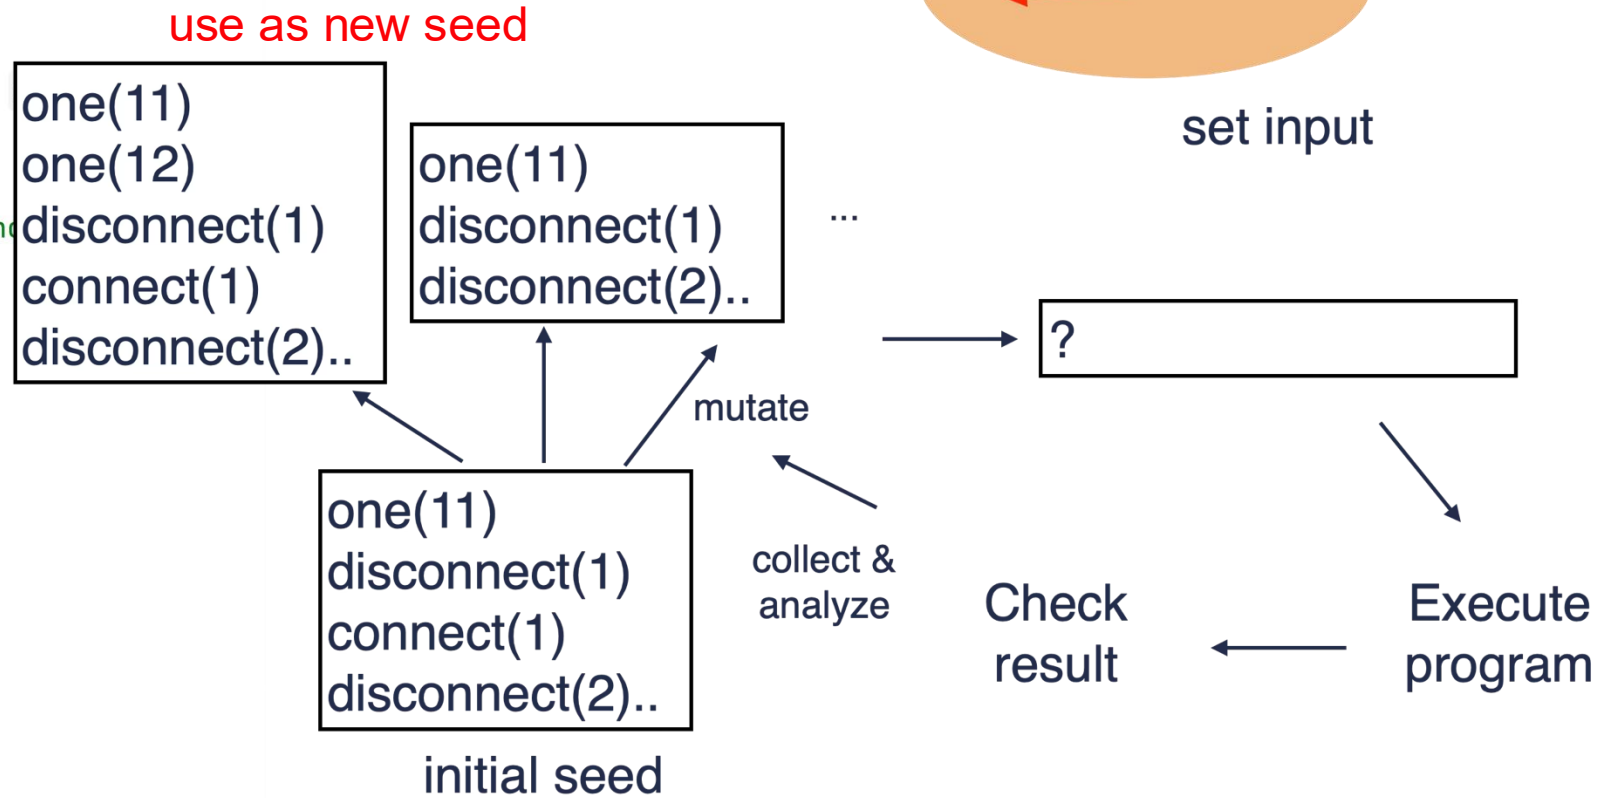 use as new seed
one(11)
one(12)
disconnect(1)
connect(1)
disconnect(2)..
one(11)
disconnect(1)
disconnect(2)..
...
set input
?
mutate
one(11)
disconnect(1)
connect(1)
disconnect(2)..
initial seed
collect &
analyze
Check
result
Execute
program